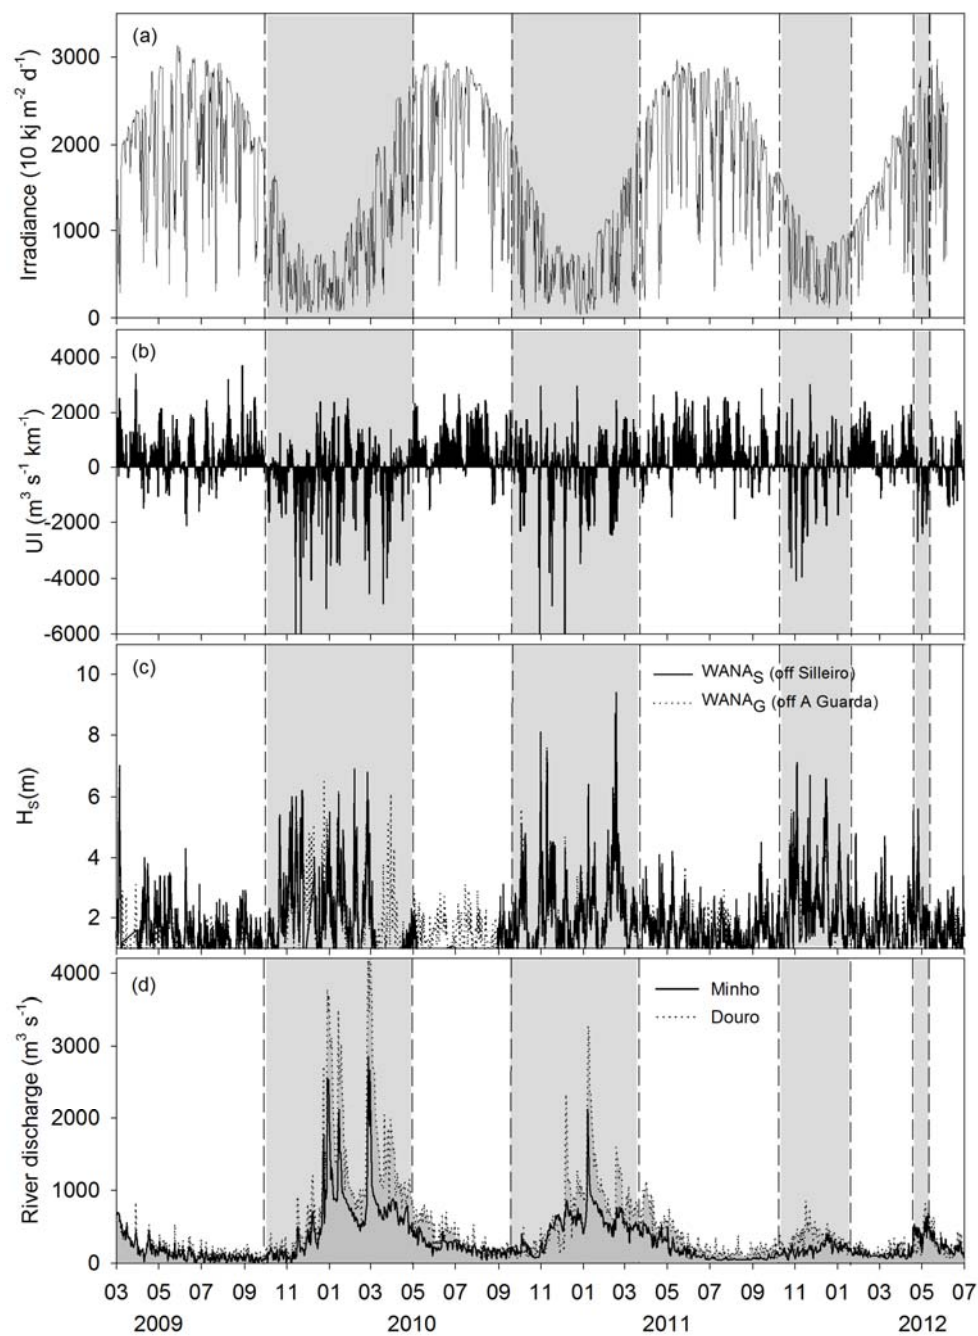 (a)
3000
2000
1000
0
Irradiance (10 kj m⁻² d⁻¹)
(b)
4000
2000
0
-2000
-4000
-6000
UI (m³ s⁻¹ km⁻¹)
(c)
10
8
6
4
2
Hₛ(m)
WANA_S (off Silleiro)
WANA_G (off A Guarda)
(d)
4000
3000
2000
1000
0
River discharge (m³ s⁻¹)
Minho
Douro
03 05 07 09 11 01 03 05 07 09 11 01 03 05 07 09 11 01 03 05 07
2009 2010 2011 2012